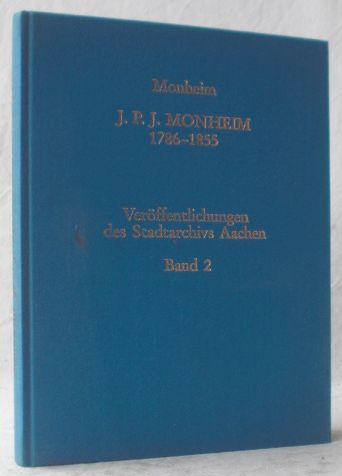 Monheim
J. P. J. MONHEIM
1786–1855
Veröffentlichungen
des Stadtarchivs Aachen
Band 2